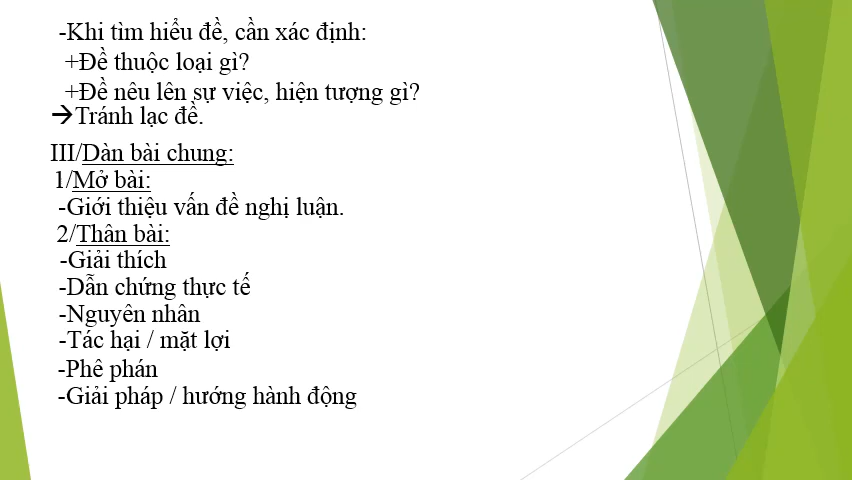 -Khi tìm hiểu đề, cần xác định:
+Đề thuộc loại gì?
+Đề nêu lên sự việc, hiện tượng gì?
→Tránh lạc đề.
III/Dàn bài chung:
1/Mở bài:
-Giới thiệu vấn đề nghị luận.
2/Thân bài:
-Giải thích
-Dẫn chứng thực tế
-Nguyên nhân
-Tác hại / mặt lợi
-Phê phán
-Giải pháp / hướng hành động